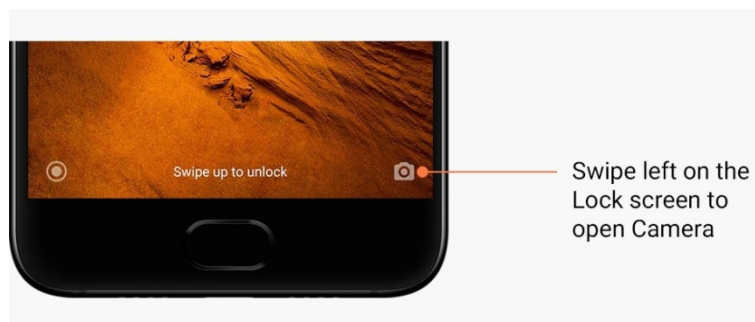 Swipe up to unlock
Swipe left on the
Lock screen to
open Camera